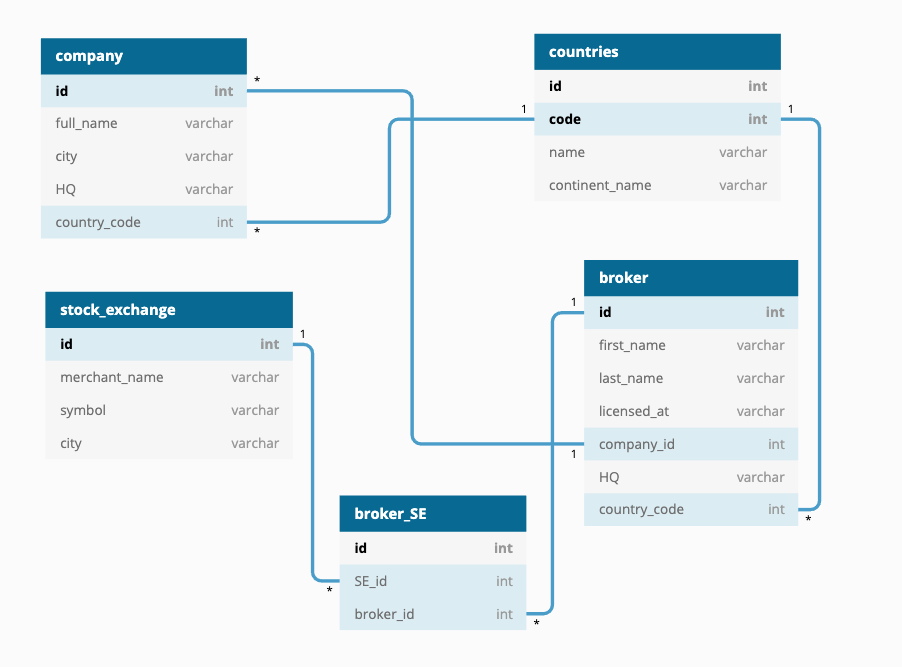 company
id int
full_name varchar
city varchar
HQ varchar
country_code int
*
*
countries
id int
code int
name varchar
continent_name varchar
1
1
stock_exchange
id int
merchant_name varchar
symbol varchar
city varchar
1
broker
id int
first_name varchar
last_name varchar
licensed_at varchar
company_id int
HQ varchar
country_code int
1
1
*
broker_SE
id int
SE_id int
broker_id int
*
*